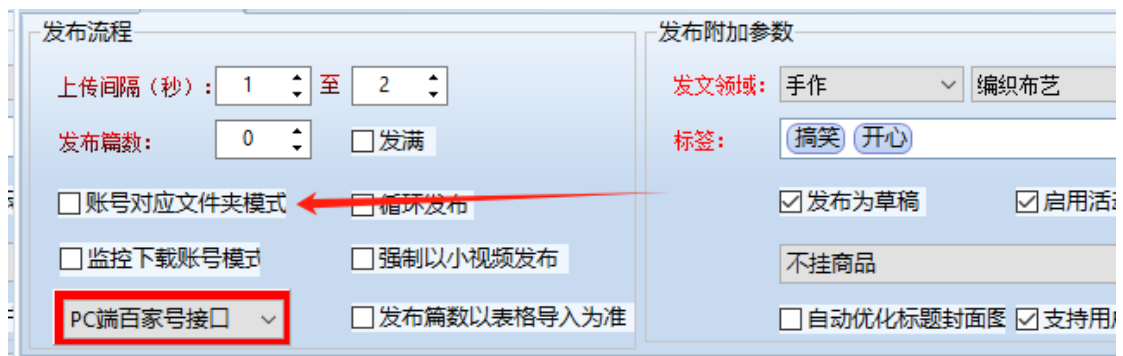 发布流程
上传间隔（秒）: 1 至 2
发布篇数: 0 发满
账号对应文件夹模式 循环发布
监控下载账号模式 强制以小视频发布
PC端百家号接口 发布篇数以表格导入为准
发布附加参数
发文领域: 手作 编织布艺
标签: 搞笑 开心
发布为草稿 启用活
不挂商品
自动优化标题封面图 支持用